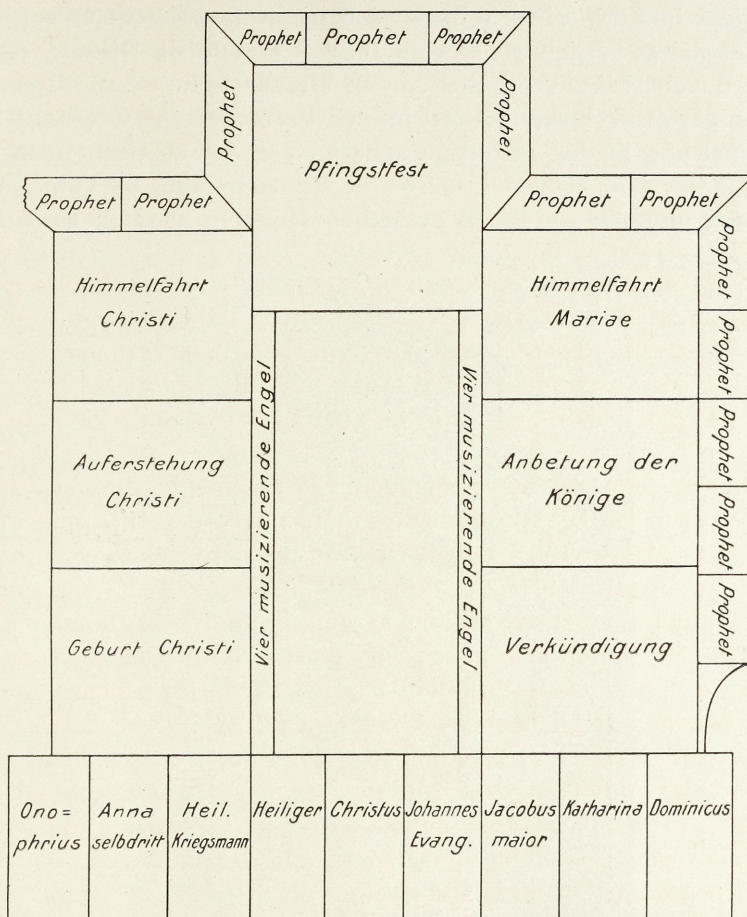 Prophet Prophet Prophet
Prophet
Prophet
Pfingstfest
Prophet Prophet
Prophet Prophet
Prophet
Himmelfahrt
Christi
Himmelfahrt
Mariae
Prophet
Vier musizierende Engel
Vier musizierende Engel
Auferstehung
Christi
Anbetung der
Könige
Prophet
Prophet
Geburt Christi
Verkündigung
Prophet
Ono=
phrius
Anna
selbdritt
Heil.
Kriegsmann
Heiliger
Christus
Johannes
Evang.
Jacobus
maior
Katharina
Dominicus